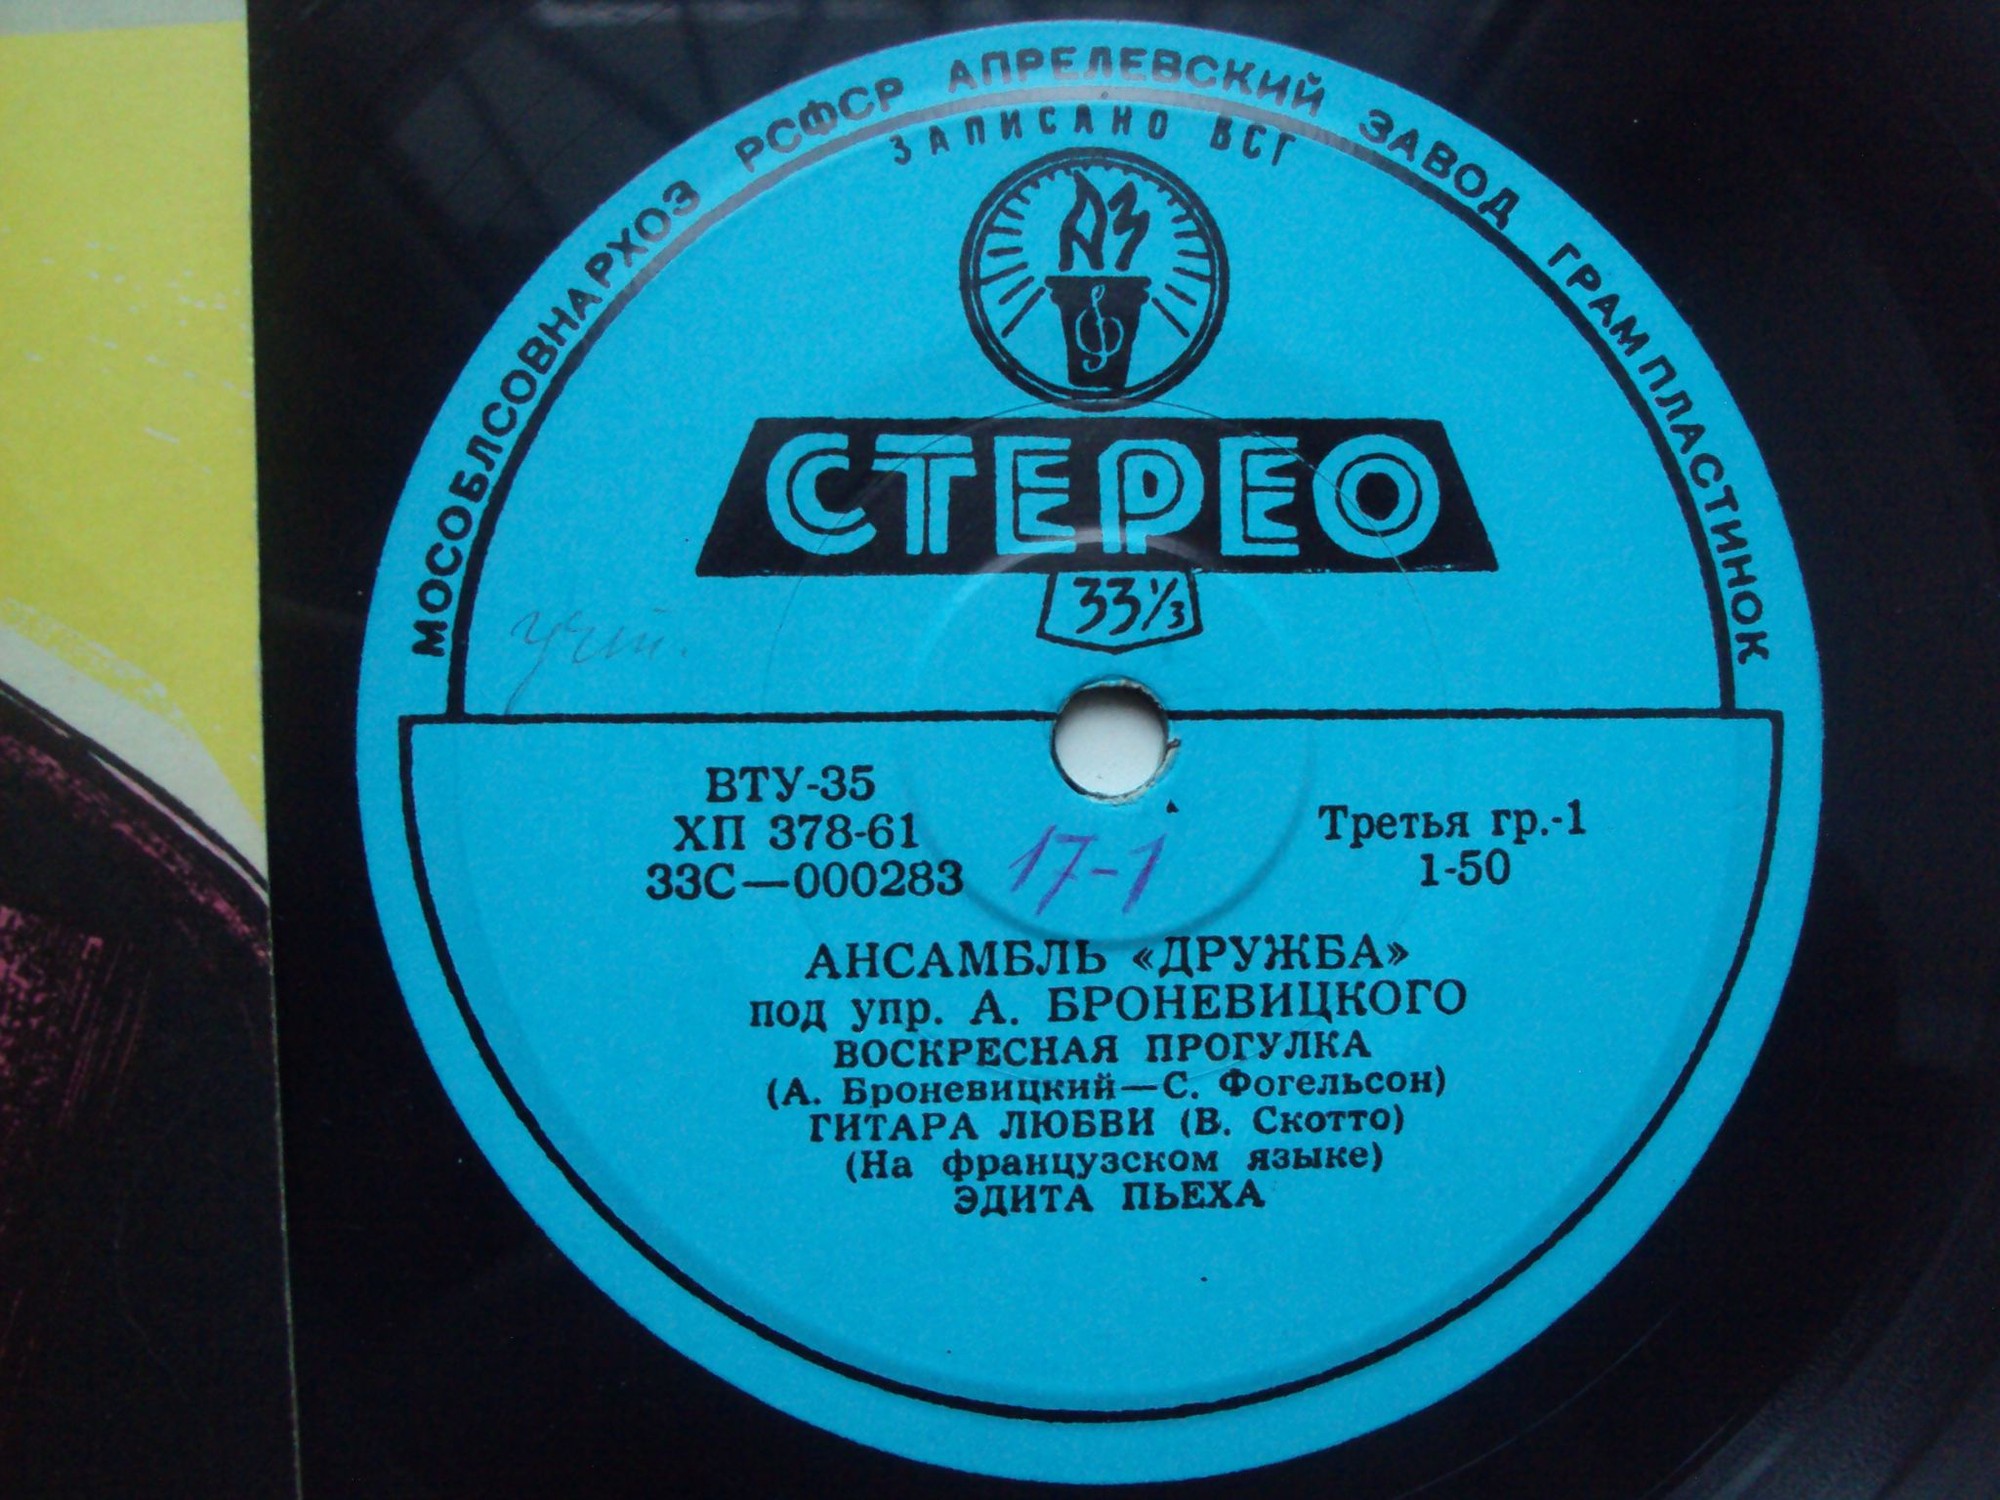 МОСОБЛСОВНАРХОЗ РСФСР АПРЕЛЕВСКИЙ ЗАВОД ГРАМПЛАСТИНОК
ЗАПИСАНО ВСГ
АЗ
СТЕРЕО
33⅓
ВТУ-35
ХП 378-61
33С—000283
17-1
Третья гр.-1
1-50
АНСАМБЛЬ «ДРУЖБА»
под упр. А. БРОНЕВИЦКОГО
ВОСКРЕСНАЯ ПРОГУЛКА
(А. Броневицкий—С. Фогельсон)
ГИТАРА ЛЮБВИ (В. Скотто)
(На французском языке)
ЭДИТА ПЬЕХА